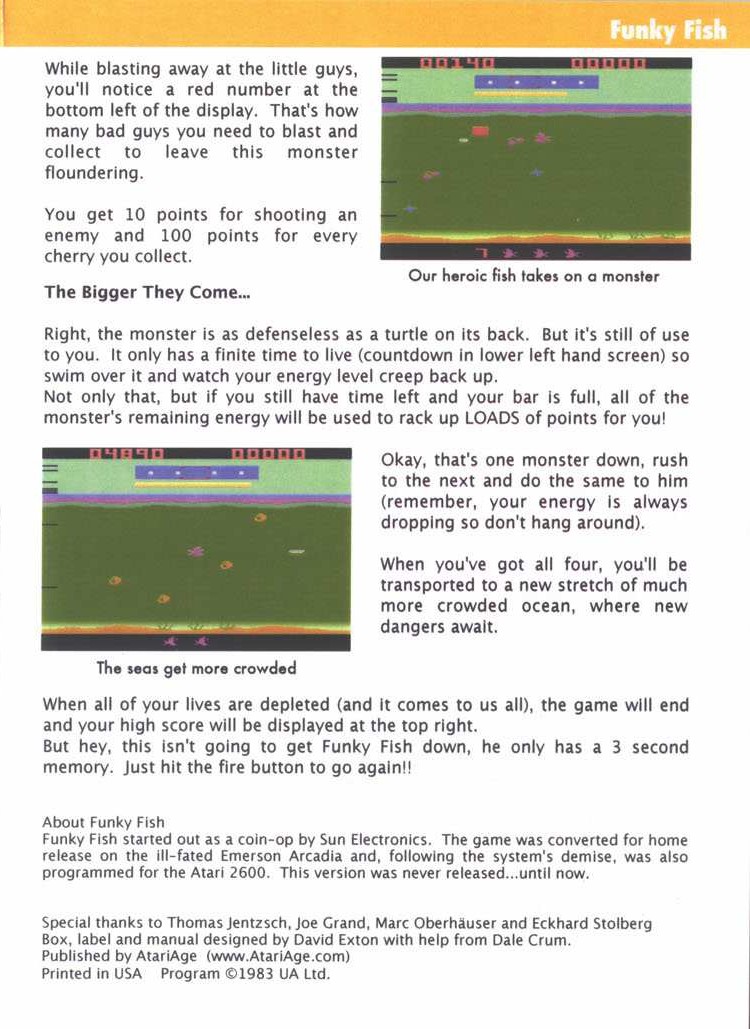 Funky Fish
While blasting away at the little guys,
you'll notice a red number at the
bottom left of the display. That's how
many bad guys you need to blast and
collect to leave this monster
floundering.
You get 10 points for shooting an
enemy and 100 points for every
cherry you collect.
00140 00000
7
Our heroic fish takes on a monster
The Bigger They Come...
Right, the monster is as defenseless as a turtle on its back. But it's still of use
to you. It only has a finite time to live (countdown in lower left hand screen) so
swim over it and watch your energy level creep back up.
Not only that, but if you still have time left and your bar is full, all of the
monster's remaining energy will be used to rack up LOADS of points for you!
04890 00000
The seas get more crowded
Okay, that's one monster down, rush
to the next and do the same to him
(remember, your energy is always
dropping so don't hang around).
When you've got all four, you'll be
transported to a new stretch of much
more crowded ocean, where new
dangers await.
When all of your lives are depleted (and it comes to us all), the game will end
and your high score will be displayed at the top right.
But hey, this isn't going to get Funky Fish down, he only has a 3 second
memory. Just hit the fire button to go again!!
About Funky Fish
Funky Fish started out as a coin-op by Sun Electronics. The game was converted for home
release on the ill-fated Emerson Arcadia and, following the system's demise, was also
programmed for the Atari 2600. This version was never released...until now.
Special thanks to Thomas Jentzsch, Joe Grand, Marc Oberhäuser and Eckhard Stolberg
Box, label and manual designed by David Exton with help from Dale Crum.
Published by AtariAge (www.AtariAge.com)
Printed in USA Program ©1983 UA Ltd.